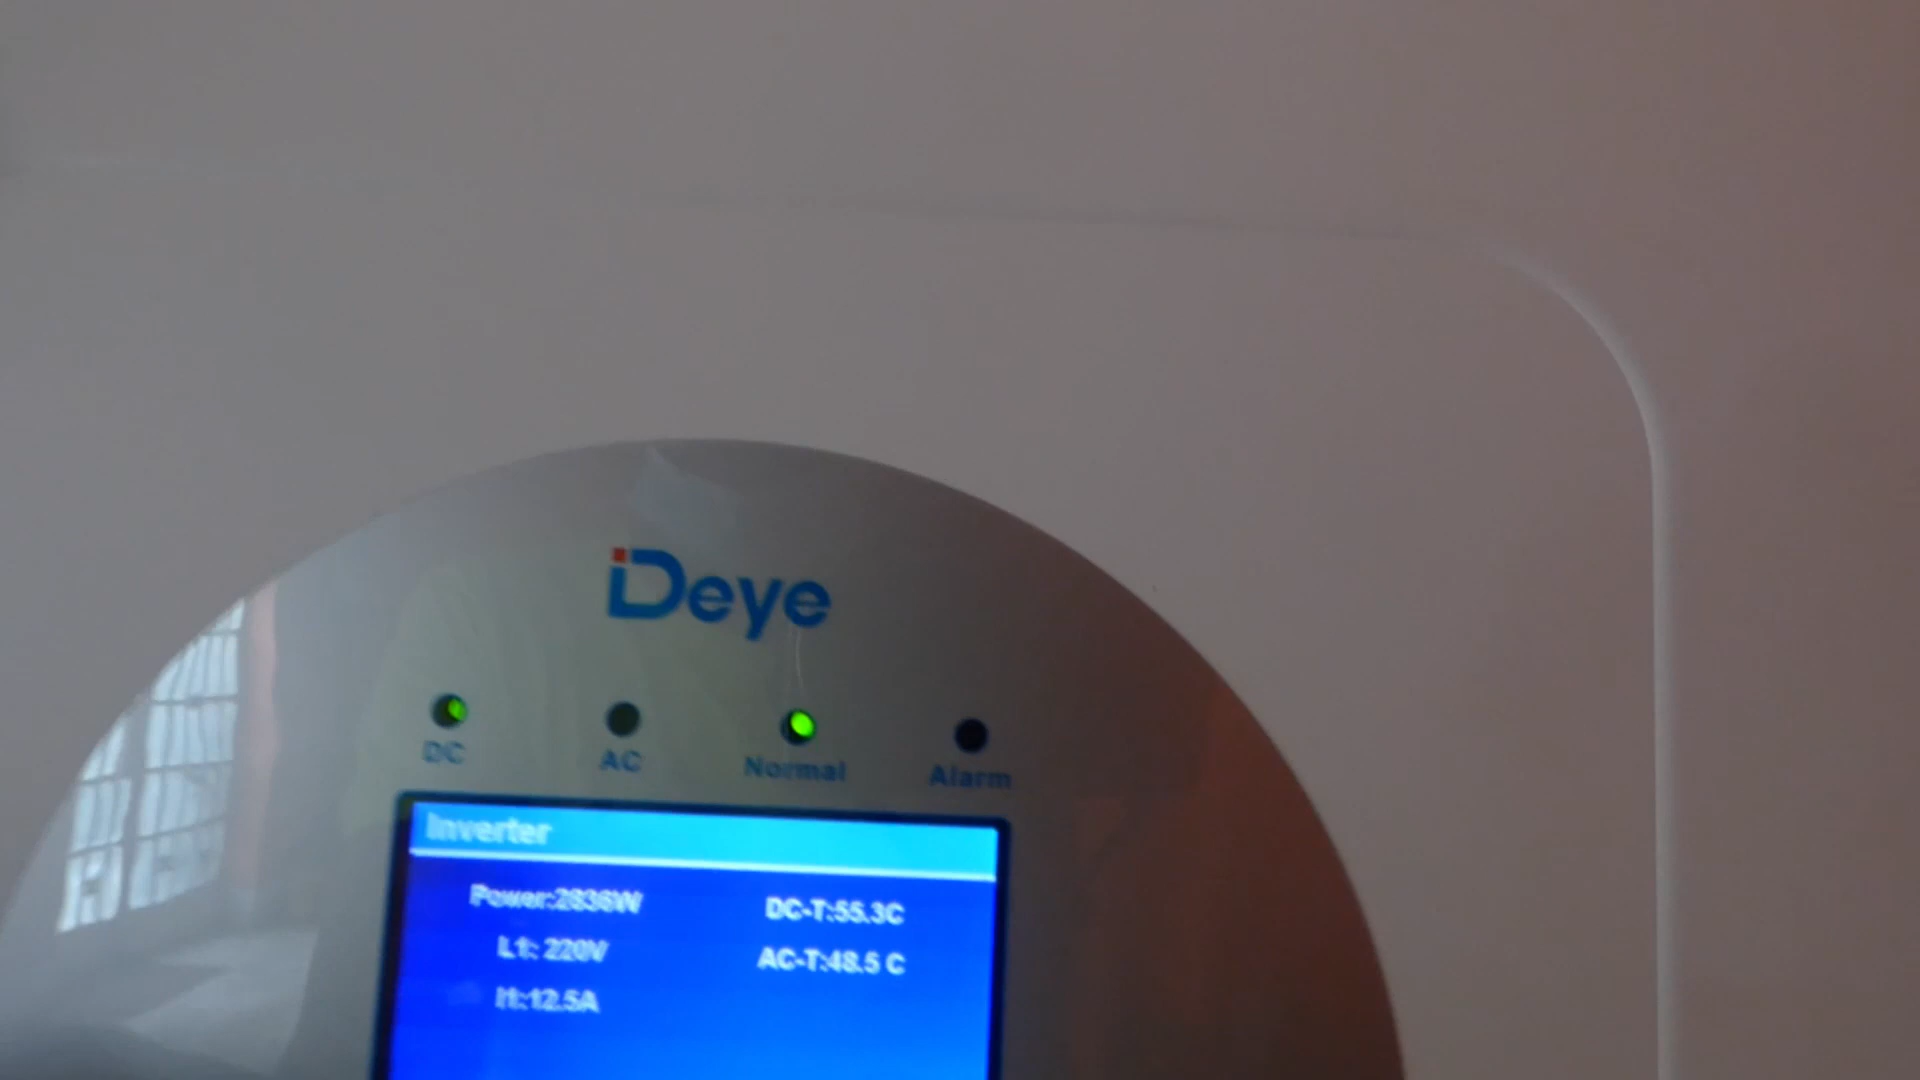 Deye
DC AC Normal Alarm
Inverter
Power:2836W DC-T:55.3C
L1: 220V AC-T:48.5 C
I1:12.5A